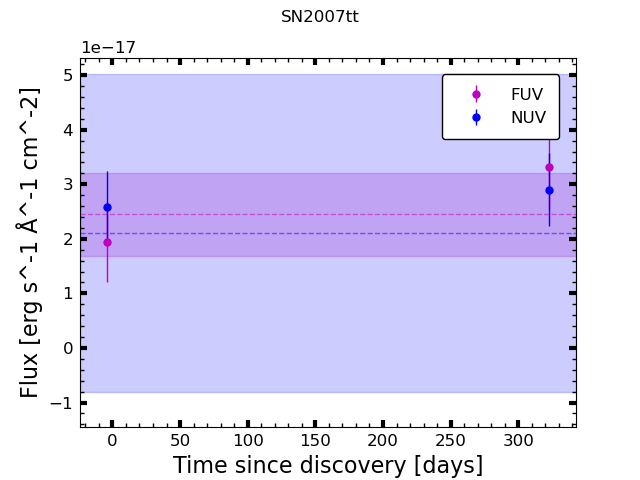 SN2007tt
1e−17
5
4
3
2
1
0
−1
FUV
NUV
0
50
100
150
200
250
300
Time since discovery [days]
Flux [erg s^-1 Å^-1 cm^-2]